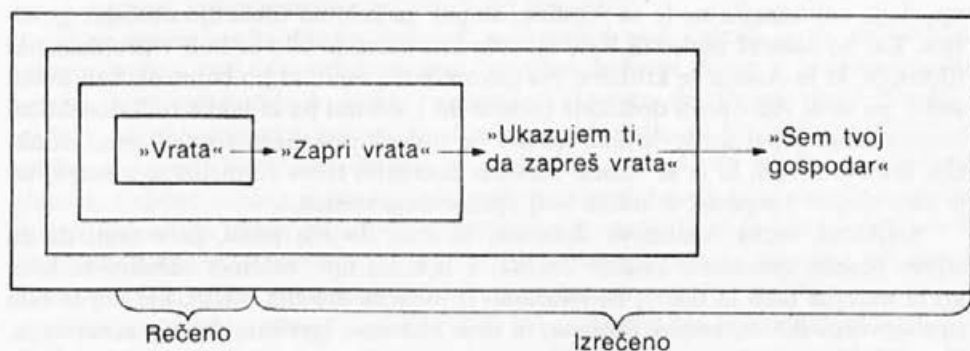 »Vrata«
»Zapri vrata«
»Ukazujem ti,
da zapreš vrata«
»Sem tvoj
gospodar«
Rečeno
Izrečeno